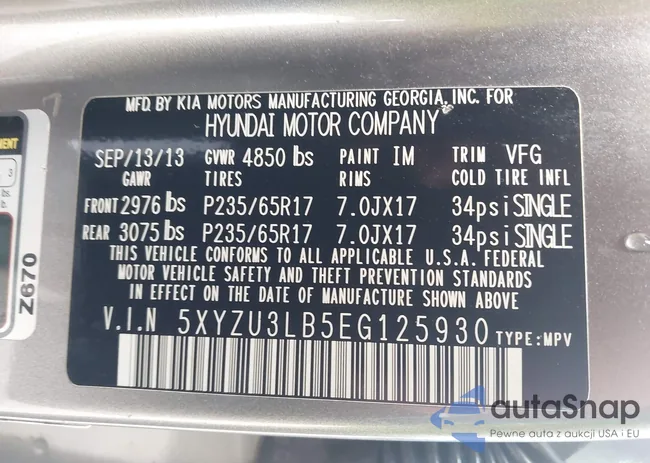 MFD. BY KIA MOTORS MANUFACTURING GEORGIA, INC. FOR
HYUNDAI MOTOR COMPANY
SEP/13/13 GVWR 4850 lbs PAINT IM TRIM VFG
GAWR TIRES RIMS COLD TIRE INFL
FRONT 2976 lbs P235/65R17 7.0JX17 34psi SINGLE
REAR 3075 lbs P235/65R17 7.0JX17 34psi SINGLE
THIS VEHICLE CONFORMS TO ALL APPLICABLE U.S.A. FEDERAL
MOTOR VEHICLE SAFETY AND THEFT PREVENTION STANDARDS
IN EFFECT ON THE DATE OF MANUFACTURE SHOWN ABOVE
V.I.N 5XYZU3LB5EG125930 TYPE:MPV
Z670
3
lbs.
b.
autaSnap
Pewne auta z aukcji USA i EU